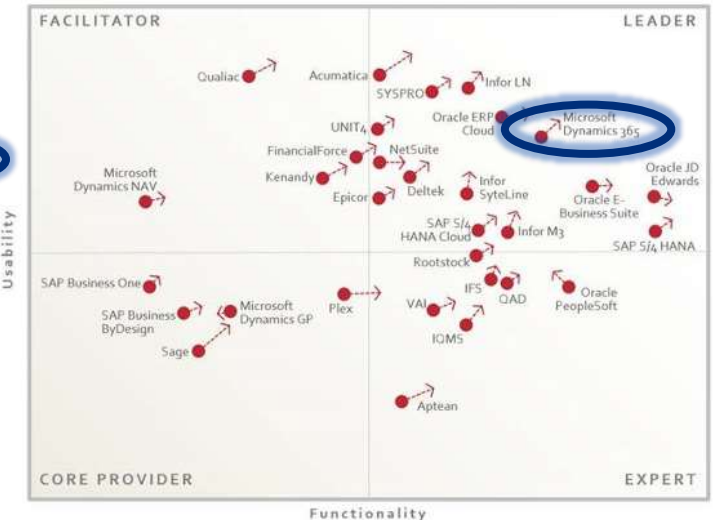 FACILITATOR
LEADER
Qualiac
Acumatica
SYSPRO
Infor LN
Oracle ERP
Cloud
Microsoft
Dynamics 365
UNIT4
FinancialForce
NetSuite
Kenandy
Deltek
Microsoft
Dynamics NAV
Epicor
Infor
SyteLine
Oracle E-
Business Suite
Oracle JD
Edwards
SAP S/4
HANA Cloud
Infor M3
SAP S/4 HANA
Rootstock
Usability
SAP Business One
SAP Business
ByDesign
Microsoft
Dynamics GP
Sage
Plex
VAI
IFS
QAD
Oracle
PeopleSoft
IQMS
Aptean
CORE PROVIDER
EXPERT
Functionality